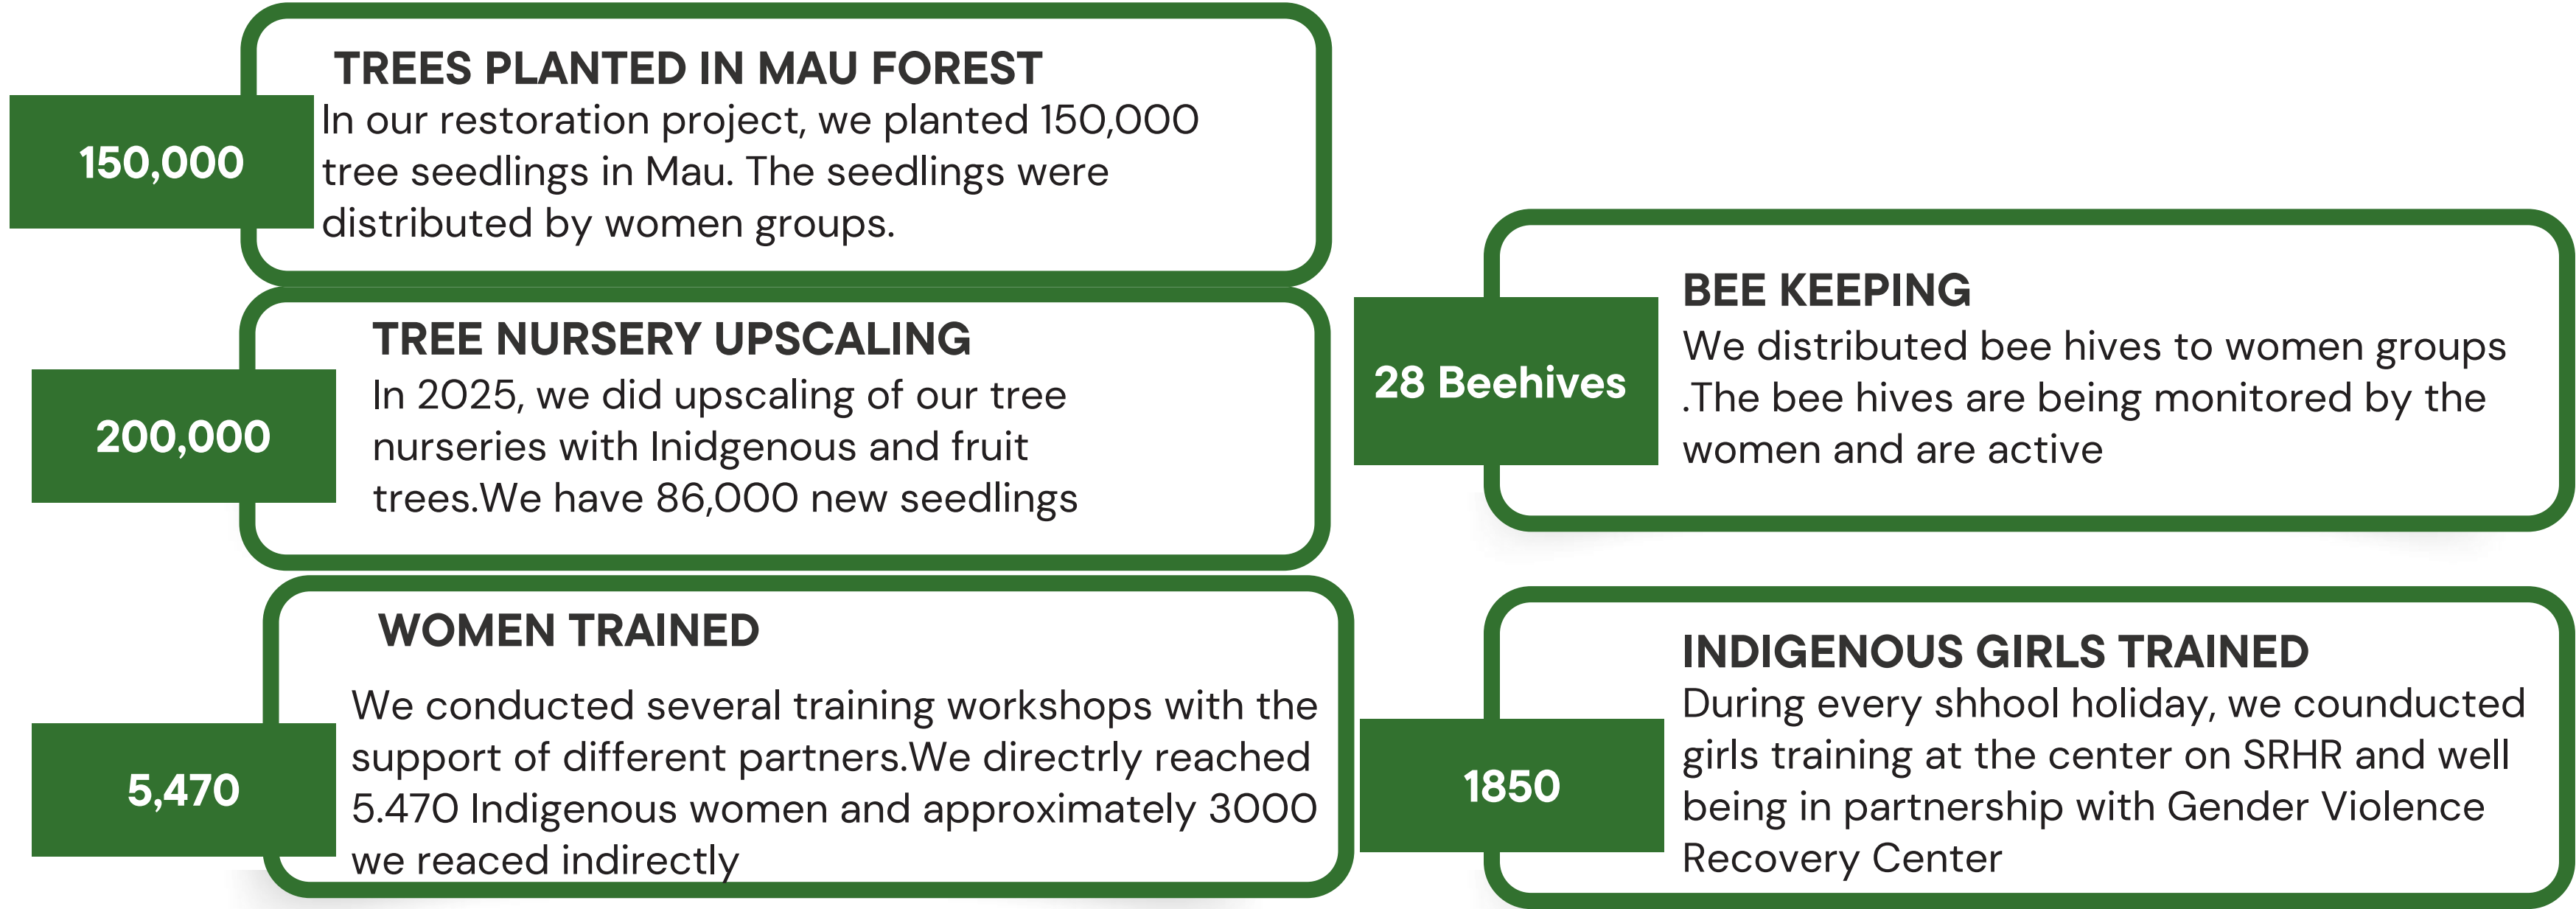 TREES PLANTED IN MAU FOREST
150,000
In our restoration project, we planted 150,000
tree seedlings in Mau. The seedlings were
distributed by women groups.
TREE NURSERY UPSCALING
200,000
In 2025, we did upscaling of our tree
nurseries with Inidgenous and fruit
trees.We have 86,000 new seedlings
WOMEN TRAINED
5,470
We conducted several training workshops with the
support of different partners.We directrly reached
5.470 Indigenous women and approximately 3000
we reaced indirectly
BEE KEEPING
28 Beehives
We distributed bee hives to women groups
.The bee hives are being monitored by the
women and are active
INDIGENOUS GIRLS TRAINED
1850
During every shhool holiday, we counducted
girls training at the center on SRHR and well
being in partnership with Gender Violence
Recovery Center